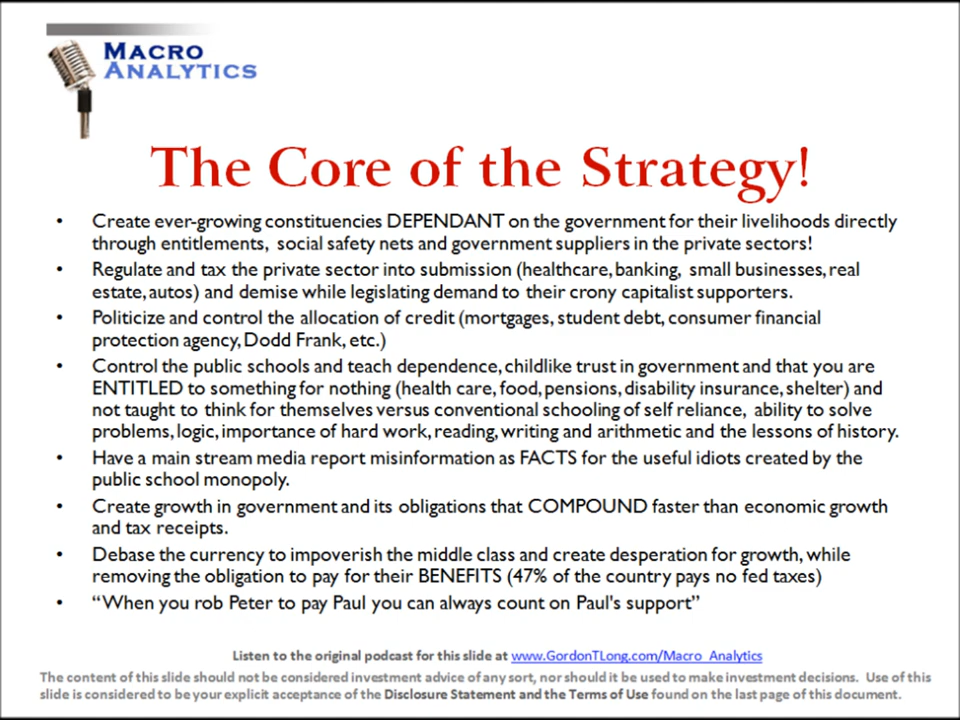 MACRO
ANALYTICS
The Core of the Strategy!
• Create ever-growing constituencies DEPENDANT on the government for their livelihoods directly
through entitlements, social safety nets and government suppliers in the private sectors!
• Regulate and tax the private sector into submission (healthcare, banking, small businesses, real
estate, autos) and demise while legislating demand to their crony capitalist supporters.
• Politicize and control the allocation of credit (mortgages, student debt, consumer financial
protection agency, Dodd Frank, etc.)
• Control the public schools and teach dependence, childlike trust in government and that you are
ENTITLED to something for nothing (health care, food, pensions, disability insurance, shelter) and
not taught to think for themselves versus conventional schooling of self reliance, ability to solve
problems, logic, importance of hard work, reading, writing and arithmetic and the lessons of history.
• Have a main stream media report misinformation as FACTS for the useful idiots created by the
public school monopoly.
• Create growth in government and its obligations that COMPOUND faster than economic growth
and tax receipts.
• Debase the currency to impoverish the middle class and create desperation for growth, while
removing the obligation to pay for their BENEFITS (47% of the country pays no fed taxes)
• “When you rob Peter to pay Paul you can always count on Paul's support”
Listen to the original podcast for this slide at www.GordonTLong.com/Macro_Analytics
The content of this slide should not be considered investment advice of any sort, nor should it be used to make investment decisions. Use of this
slide is considered to be your explicit acceptance of the Disclosure Statement and the Terms of Use found on the last page of this document.